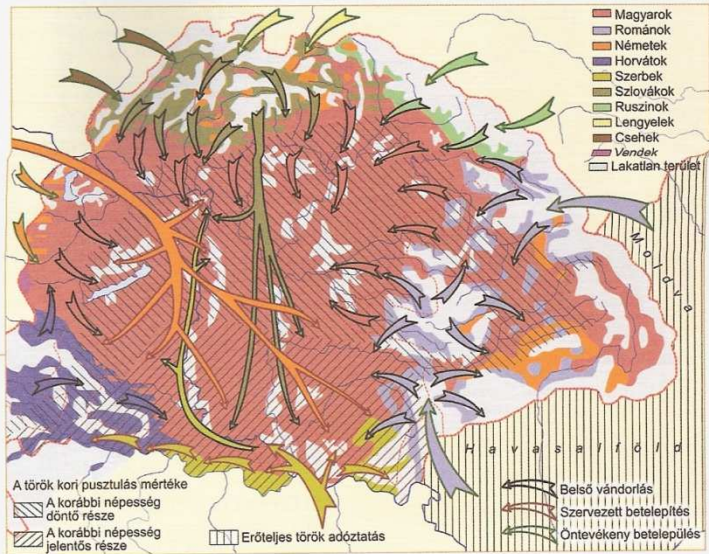 Magyarok
Románok
Németek
Horvátok
Szerbek
Szlovákok
Ruszinok
Lengyelek
Csehek
Vendek
Lakatlan terület
Moldva
Havasalföld
A török kori pusztulás mértéke
A korábbi népesség
döntő része
A korábbi népesség
jelentős része
Erőteljes török adóztatás
Belső vándorlás
Szervezett betelepítés
Öntevékeny betelepülés